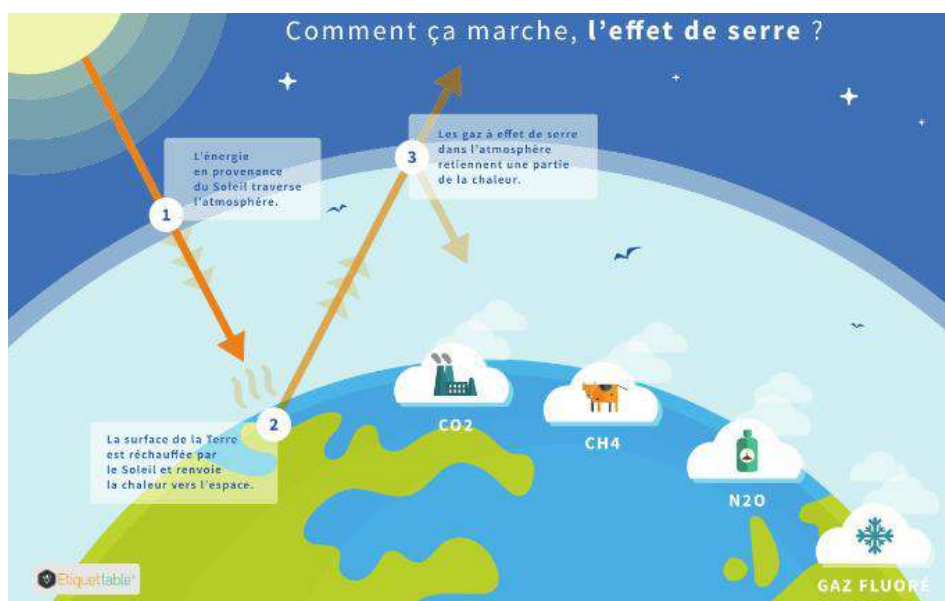 Comment ça marche, l'effet de serre ?
L'énergie
en provenance
du Soleil traverse
l'atmosphère.
1
Les gaz à effet de serre
dans l'atmosphère
retiennent une partie
de la chaleur.
3
2
La surface de la Terre
est réchauffée par
le Soleil et renvoie
la chaleur vers l'espace.
CO2
CH4
N2O
GAZ FLUORÉ
Etiquettable